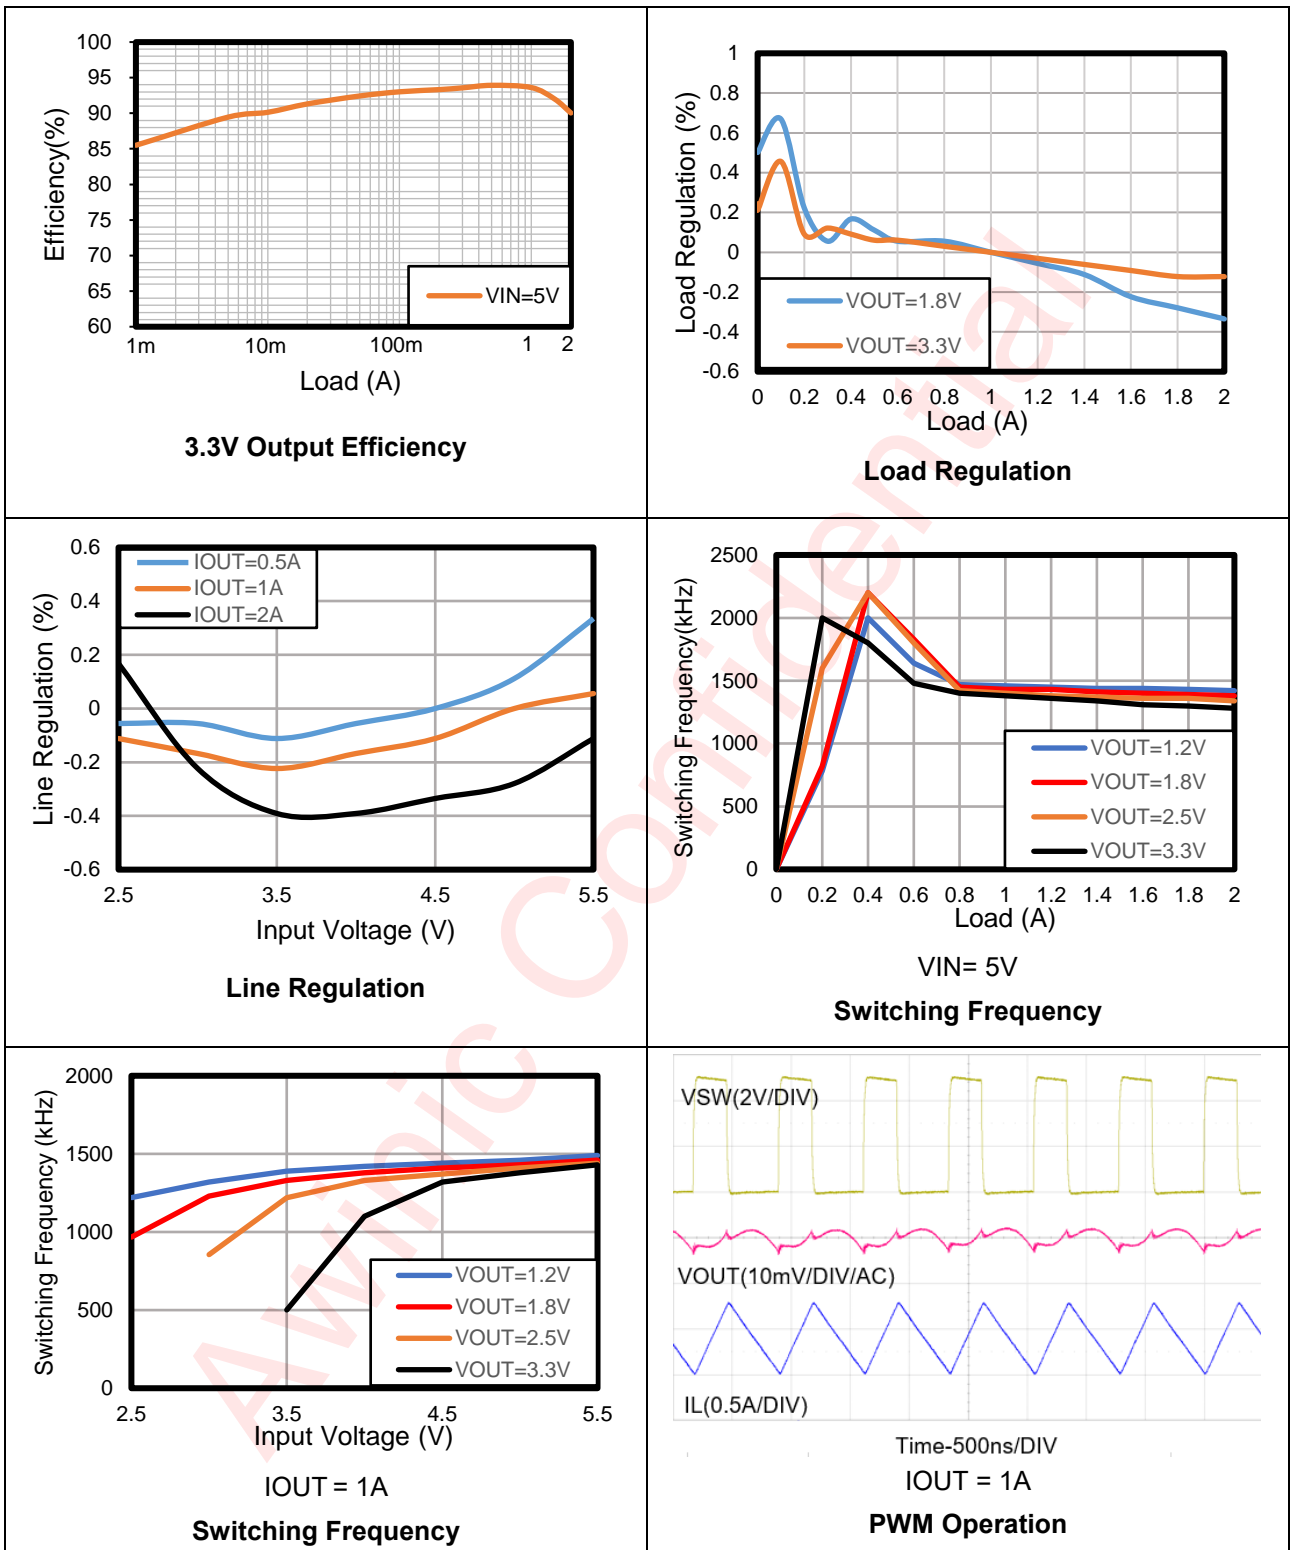 100
95
90
85
80
75
70
65
60
Efficiency(%)
VIN=5V
1m 10m 100m 1 2
Load (A)
3.3V Output Efficiency
1
0.8
0.6
0.4
0.2
0
-0.2
-0.4
-0.6
Load Regulation (%)
VOUT=1.8V
VOUT=3.3V
0 0.2 0.4 0.6 0.8 1 1.2 1.4 1.6 1.8 2
Load (A)
Load Regulation
0.6
0.4
0.2
0
-0.2
-0.4
-0.6
Line Regulation (%)
IOUT=0.5A
IOUT=1A
IOUT=2A
2.5 3.5 4.5 5.5
Input Voltage (V)
Line Regulation
2500
2000
1500
1000
500
0
Switching Frequency(kHz)
VOUT=1.2V
VOUT=1.8V
VOUT=2.5V
VOUT=3.3V
0 0.2 0.4 0.6 0.8 1 1.2 1.4 1.6 1.8 2
Load (A)
VIN= 5V
Switching Frequency
2000
1500
1000
500
0
Switching Frequency (kHz)
VOUT=1.2V
VOUT=1.8V
VOUT=2.5V
VOUT=3.3V
2.5 3.5 4.5 5.5
Input Voltage (V)
IOUT = 1A
Switching Frequency
VSW(2V/DIV)
VOUT(10mV/DIV/AC)
IL(0.5A/DIV)
Time-500ns/DIV
IOUT = 1A
PWM Operation
Awinic Confidential